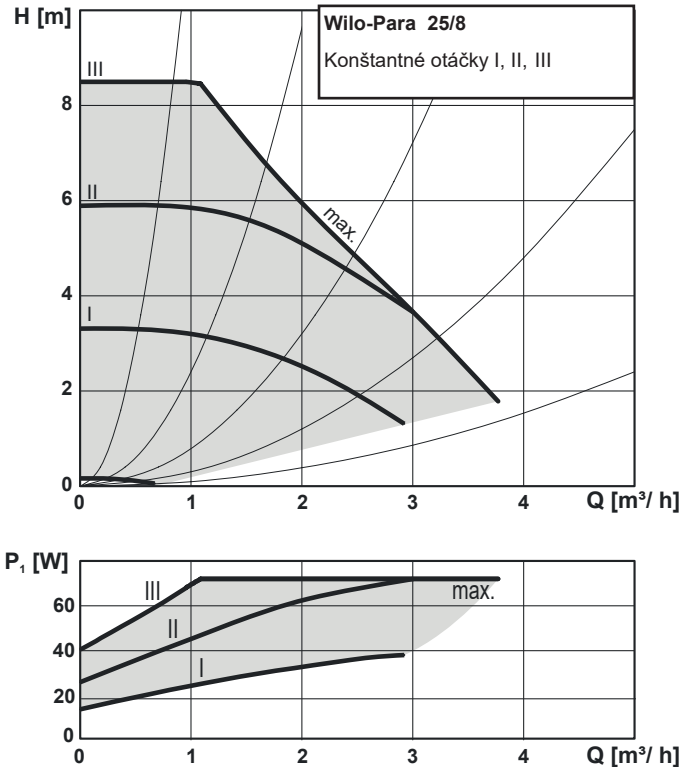 H [m]
Wilo-Para 25/8
Konštantné otáčky I, II, III
III
8
II
6
max.
4
I
2
0
0 1 2 3 4 Q [m³/ h]
P₁ [W]
III
max.
60
II
40
I
20
0
0 1 2 3 4 Q [m³/ h]